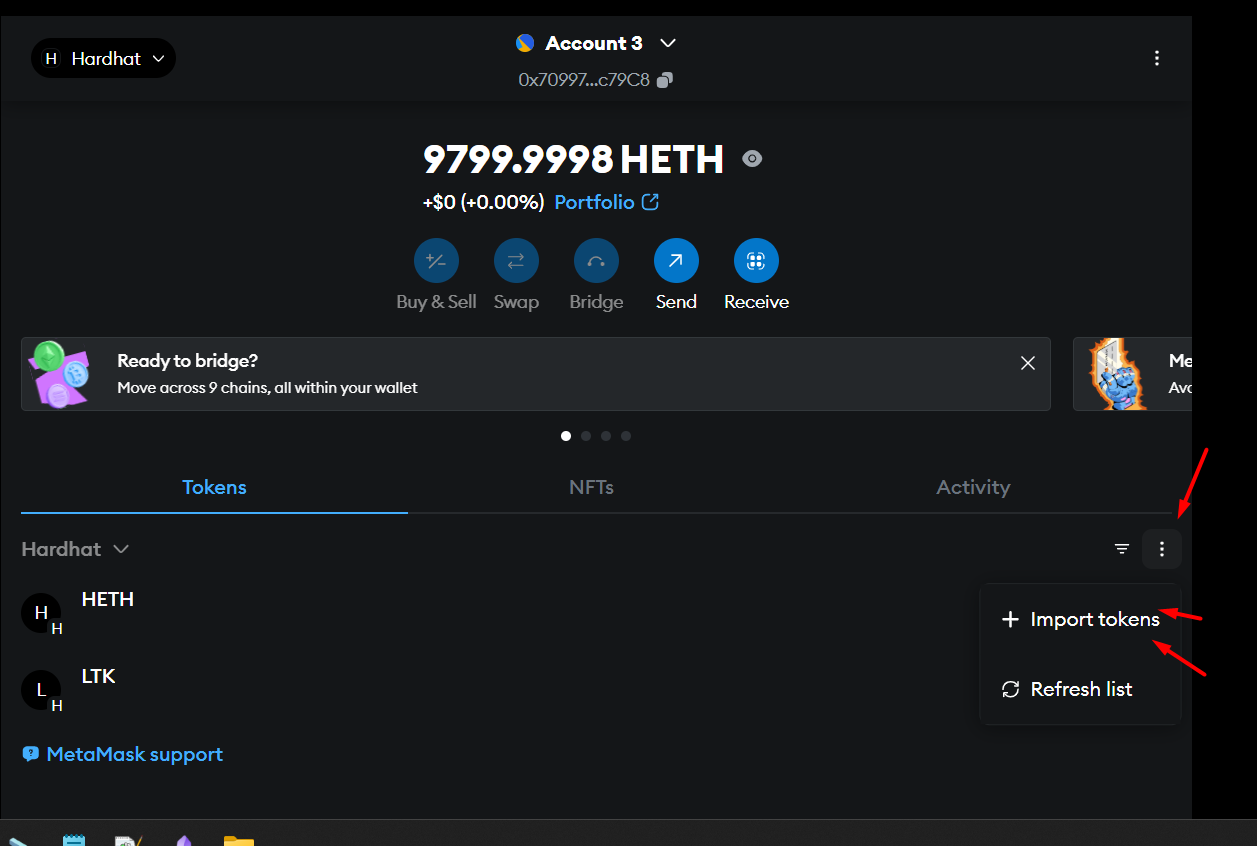 H Hardhat
Account 3
0x70997...c79C8
9799.9998 HETH
+$0 (+0.00%) Portfolio
Buy & Sell Swap Bridge Send Receive
Ready to bridge?
Move across 9 chains, all within your wallet
Tokens NFTs Activity
Hardhat
H H HETH
L H LTK
Import tokens
Refresh list
MetaMask support